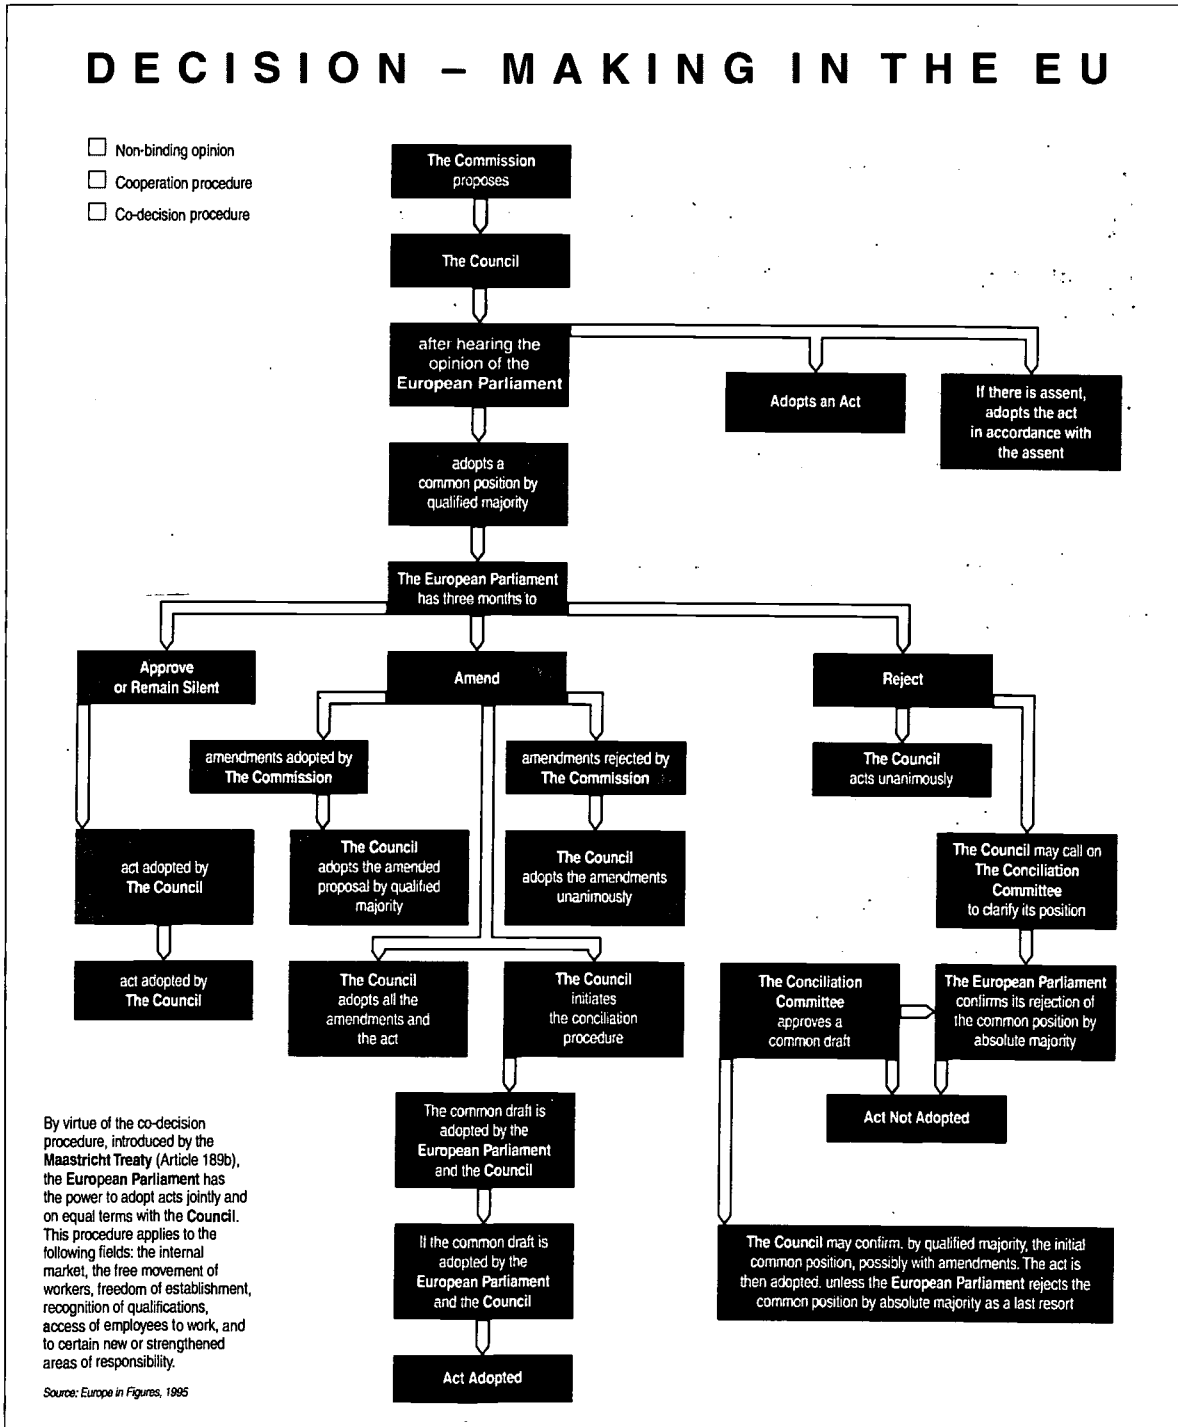 DECISION – MAKING IN THE EU
Non-binding opinion
Cooperation procedure
Co-decision procedure
The Commission
proposes
The Council
after hearing the
opinion of the
European Parliament
Adopts an Act
If there is assent,
adopts the act
in accordance with
the assent
adopts a
common position by
qualified majority
The European Parliament
has three months to
Approve
or Remain Silent
Amend
Reject
amendments adopted by
The Commission
amendments rejected by
The Commission
The Council
acts unanimously
act adopted by
The Council
The Council
adopts the amended
proposal by qualified
majority
The Council
adopts the amendments
unanimously
The Council may call on
The Conciliation
Committee
to clarify its position
act adopted by
The Council
The Council
adopts all the
amendments and
the act
The Council
initiates
the conciliation
procedure
The Conciliation
Committee
approves a
common draft
The European Parliament
confirms its rejection of
the common position by
absolute majority
Act Not Adopted
The common draft is
adopted by the
European Parliament
and the Council
If the common draft is
adopted by the
European Parliament
and the Council
Act Adopted
The Council may confirm, by qualified majority, the initial
common position, possibly with amendments. The act is
then adopted, unless the European Parliament rejects the
common position by absolute majority as a last resort
By virtue of the co-decision
procedure, introduced by the
Maastricht Treaty (Article 189b),
the European Parliament has
the power to adopt acts jointly and
on equal terms with the Council.
This procedure applies to the
following fields: the internal
market, the free movement of
workers, freedom of establishment,
recognition of qualifications,
access of employees to work, and
to certain new or strengthened
areas of responsibility.
Source: Europe in Figures, 1995